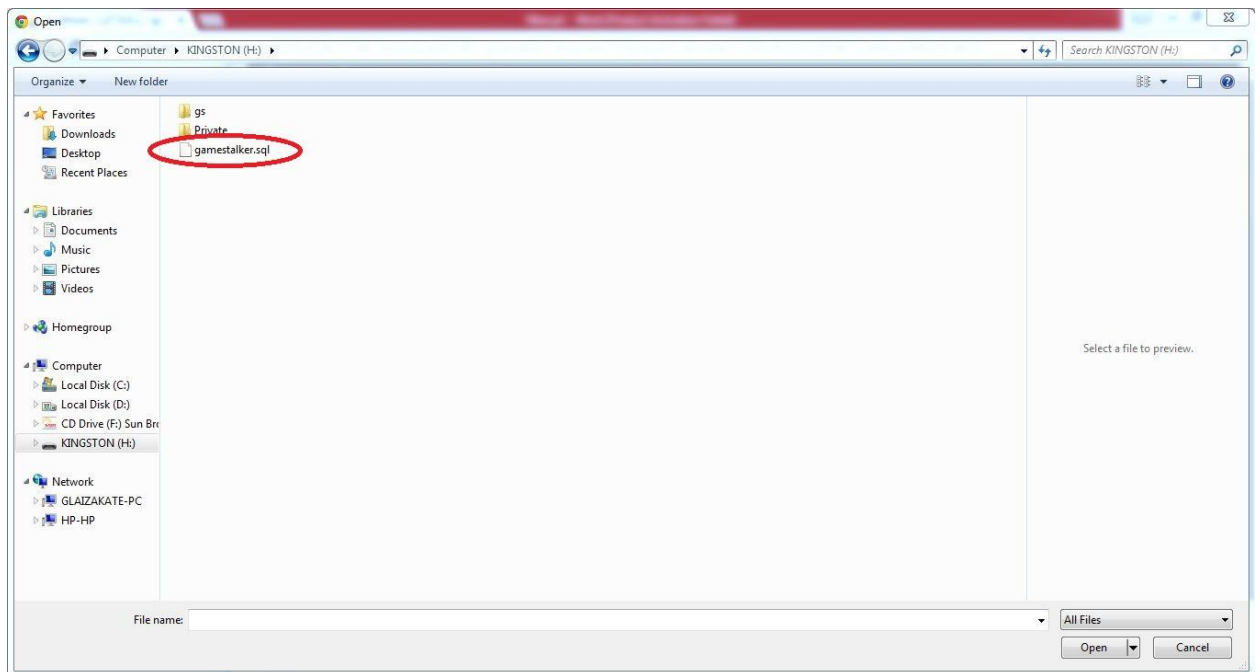 Open
Computer ▸ KINGSTON (H:) ▸
Search KINGSTON (H:)
Organize
New folder
Favorites
Downloads
Desktop
Recent Places
Libraries
Documents
Music
Pictures
Videos
Homegroup
Computer
Local Disk (C:)
Local Disk (D:)
CD Drive (F:) Sun Bro
KINGSTON (H:)
Network
GLAIZAKATE-PC
HP-HP
gs
Private
gamestalker.sql
Select a file to preview.
File name:
All Files
Open
Cancel